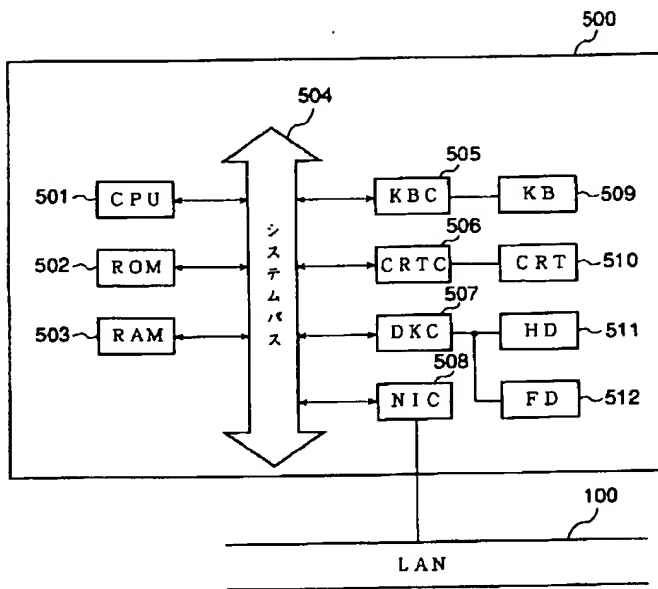 500
504
505
501 CPU
KBC
KB 509
506
502 ROM
CRTC
CRT 510
507
503 RAM
DKC
HD 511
508
NIC
FD 512
システムバス
100
LAN